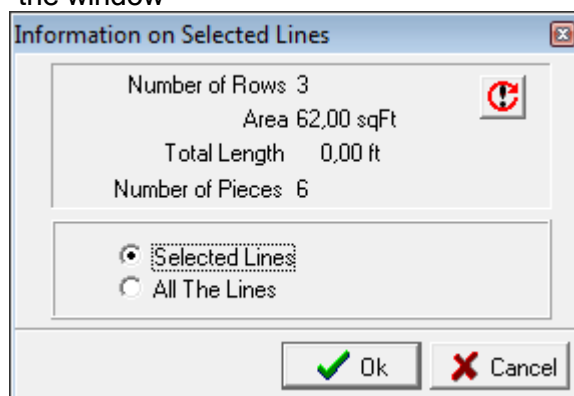 the window
Information on Selected Lines
Number of Rows 3
Area 62,00 sqFt
Total Length 0,00 ft
Number of Pieces 6
Selected Lines
All The Lines
Ok Cancel